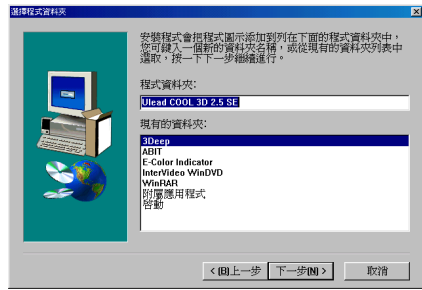 選擇程式資料夾
安裝程式會把程式圖示添加到列在下面的程式資料夾中，
您可鍵入一個新的資料夾名稱，或從現有的資料夾列表中
選取，按一下下一步繼續進行。
程式資料夾:
Ulead COOL 3D 2.5 SE
現有的資料夾:
3Deep
ABIT
E-Color Indicator
InterVideo WinDVD
WinRAR
附屬應用程式
啓動
< (B)上一步 下一步(N) > 取消